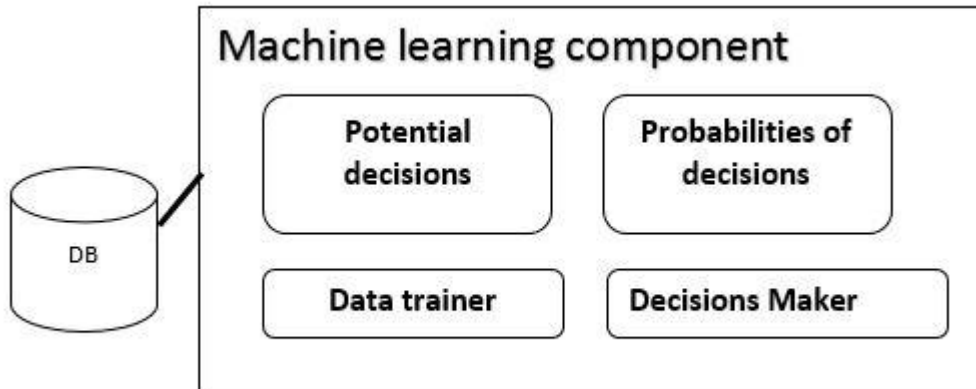 Machine learning component
Potential
decisions
Probabilities of
decisions
DB
Data trainer
Decisions Maker